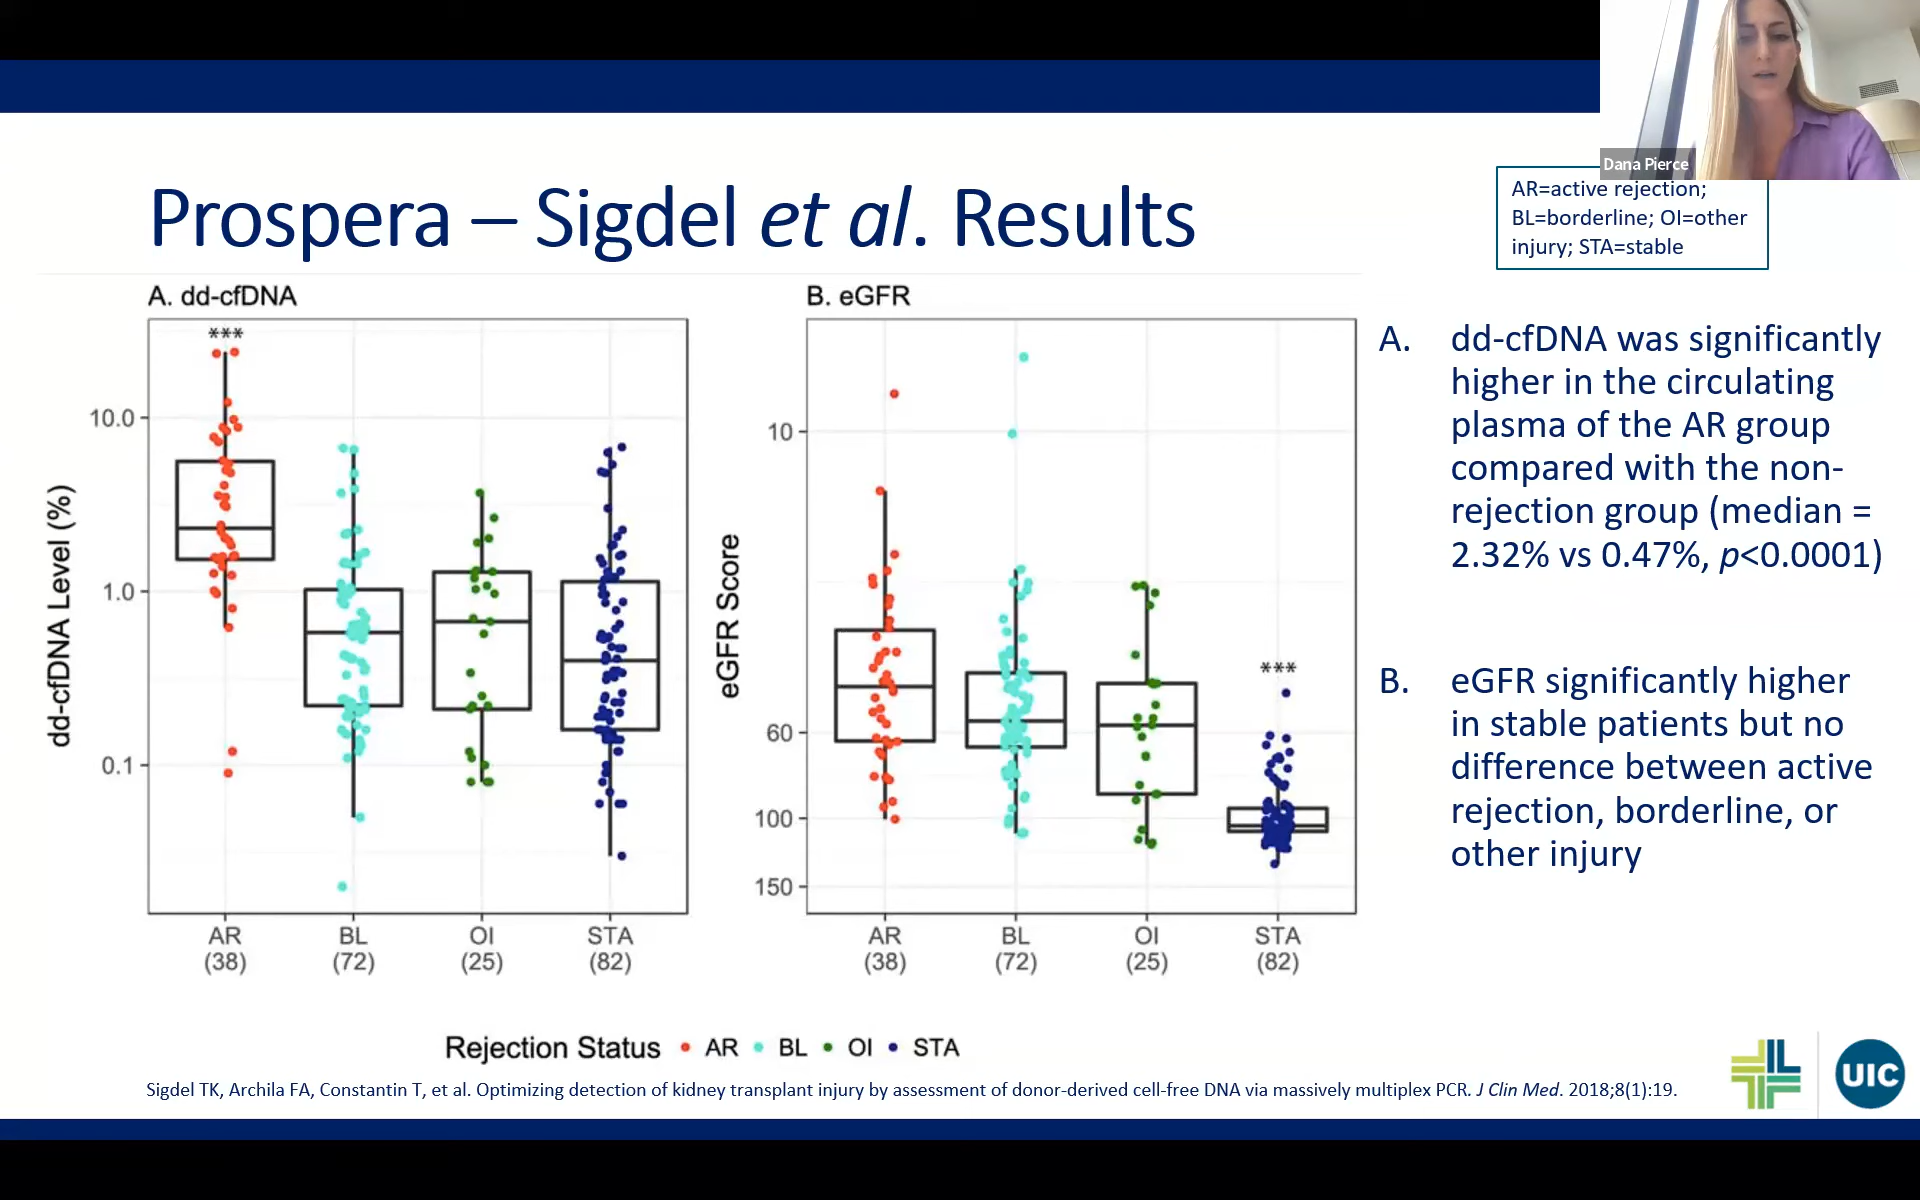 Dana Pierce
Prospera – Sigdel et al. Results
AR=active rejection;
BL=borderline; OI=other
injury; STA=stable
A. dd-cfDNA
***
dd-cfDNA Level (%)
10.0
1.0
0.1
AR
(38)
BL
(72)
OI
(25)
STA
(82)
B. eGFR
***
eGFR Score
10
60
100
150
AR
(38)
BL
(72)
OI
(25)
STA
(82)
Rejection Status AR BL OI STA
A. dd-cfDNA was significantly
higher in the circulating
plasma of the AR group
compared with the non-
rejection group (median =
2.32% vs 0.47%, p<0.0001)
B. eGFR significantly higher
in stable patients but no
difference between active
rejection, borderline, or
other injury
Sigdel TK, Archila FA, Constantin T, et al. Optimizing detection of kidney transplant injury by assessment of donor-derived cell-free DNA via massively multiplex PCR. J Clin Med. 2018;8(1):19.
UIC